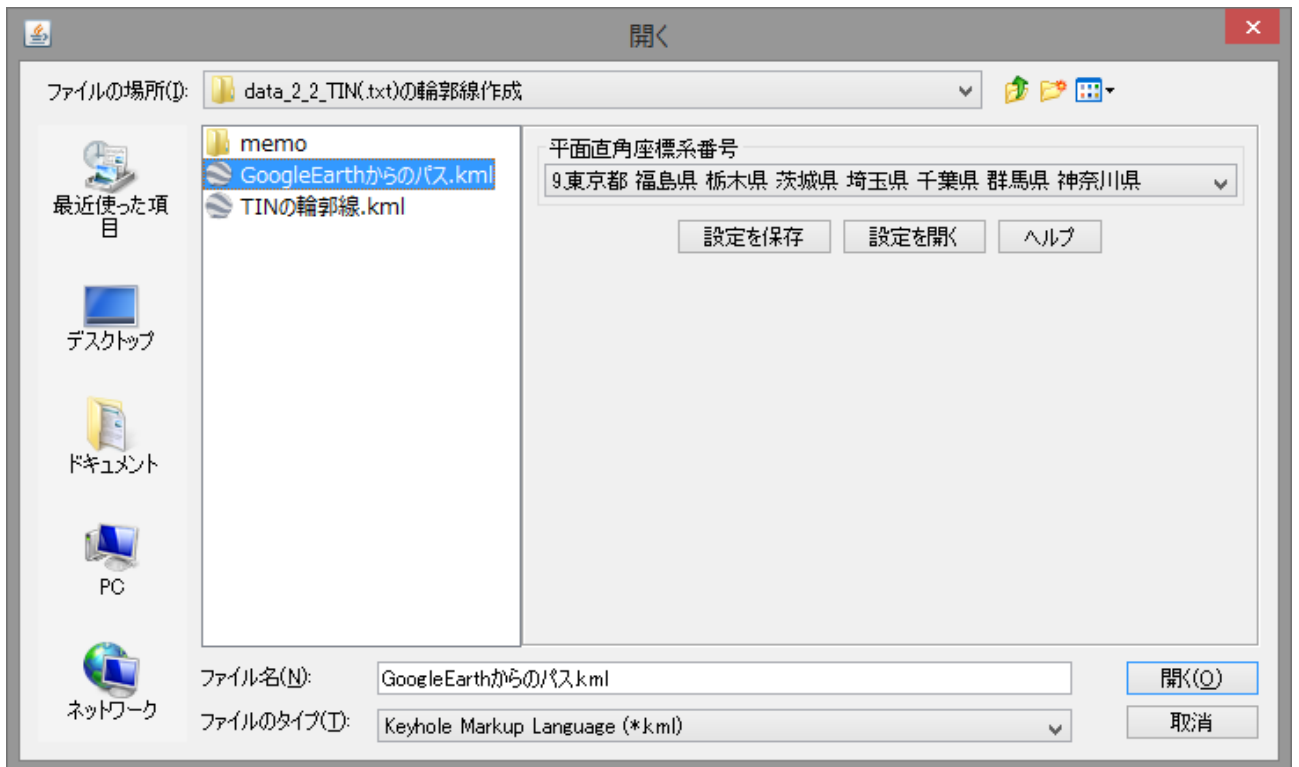 開く
ファイルの場所(I):
data_2_2_TIN(.txt)の輪郭線作成
最近使った項目
デスクトップ
ドキュメント
PC
ネットワーク
memo
GoogleEarthからのパス.kml
TINの輪郭線.kml
平面直角座標系番号
9.東京都 福島県 栃木県 茨城県 埼玉県 千葉県 群馬県 神奈川県
設定を保存
設定を開く
ヘルプ
ファイル名(N):
GoogleEarthからのパス.kml
開く(O)
ファイルのタイプ(T):
Keyhole Markup Language (*.kml)
取消